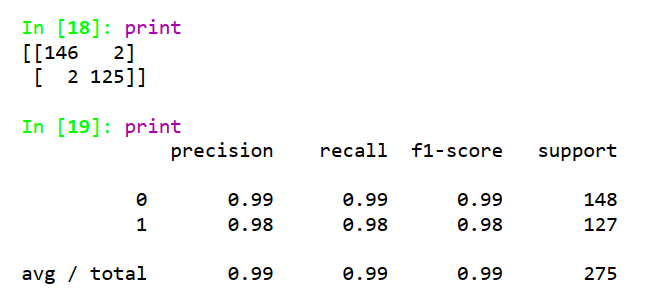 In [18]: print
[[146   2]
 [  2 125]]
In [19]: print
             precision    recall  f1-score   support
          0       0.99      0.99      0.99       148
          1       0.98      0.98      0.98       127
avg / total       0.99      0.99      0.99       275